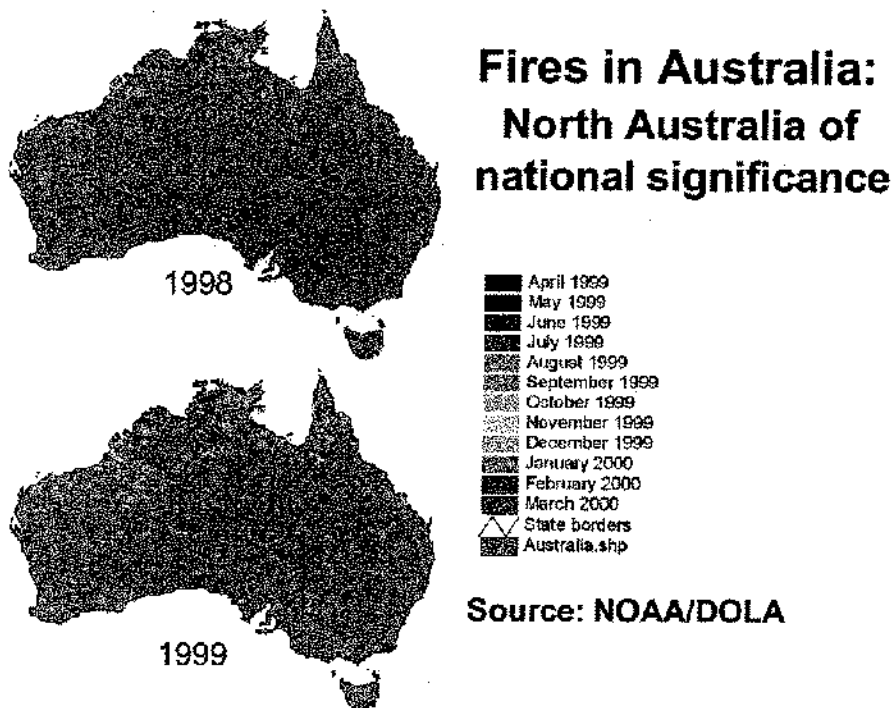 Fires in Australia:
North Australia of
national significance
1998
April 1999
May 1999
June 1999
July 1999
August 1999
September 1999
October 1999
November 1999
December 1999
January 2000
February 2000
March 2000
State borders
Australia.shp
Source: NOAA/DOLA
1999